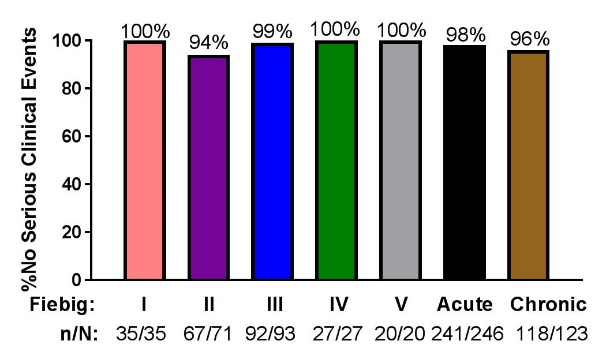 %No Serious Clinical Events
100% 94% 99% 100% 100% 98% 96%
100
80
60
40
20
0
Fiebig: I II III IV V Acute Chronic
n/N: 35/35 67/71 92/93 27/27 20/20 241/246 118/123